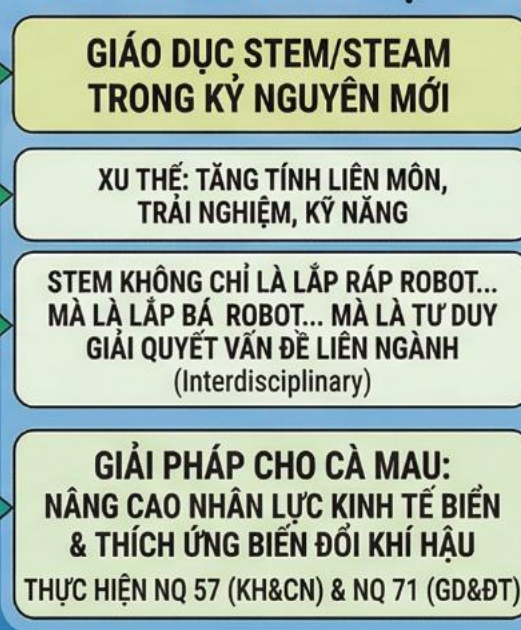 GIÁO DỤC STEM/STEAM
TRONG KỶ NGUYÊN MỚI
XU THẾ: TĂNG TÍNH LIÊN MÔN,
TRẢI NGHIỆM, KỸ NĂNG
STEM KHÔNG CHỈ LÀ LẮP RÁP ROBOT...
MÀ LÀ LẮP BÁ ROBOT... MÀ LÀ TƯ DUY
GIẢI QUYẾT VẤN ĐỀ LIÊN NGÀNH
(Interdisciplinary)
GIẢI PHÁP CHO CÀ MAU:
NÂNG CAO NHÂN LỰC KINH TẾ BIỂN
& THÍCH ỨNG BIẾN ĐỔI KHÍ HẬU
THỰC HIỆN NQ 57 (KH&CN) & NQ 71 (GD&ĐT)